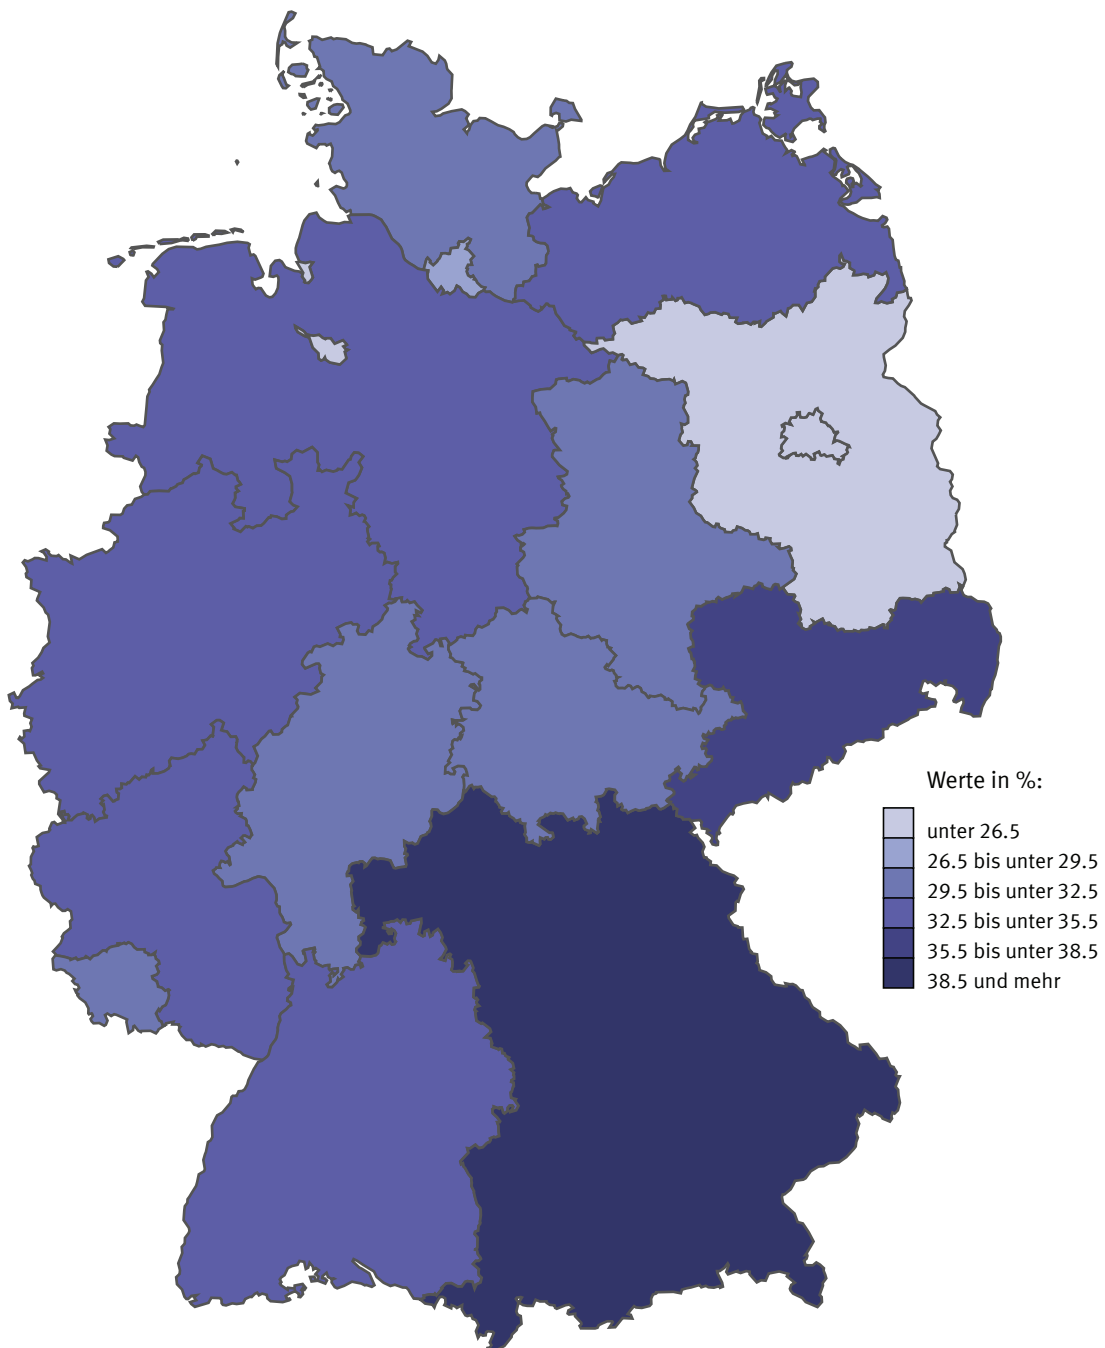 Werte in %:
unter 26.5
26.5 bis unter 29.5
29.5 bis unter 32.5
32.5 bis unter 35.5
35.5 bis unter 38.5
38.5 und mehr